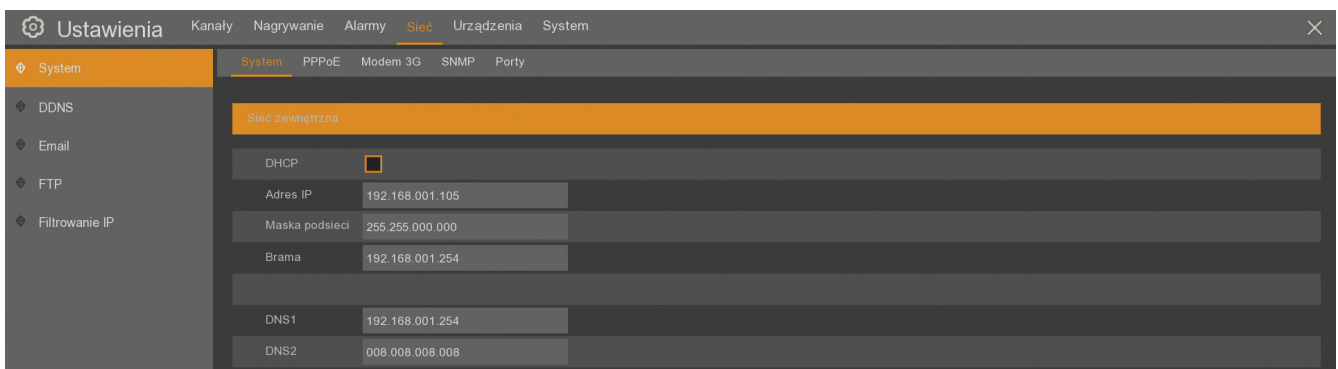 Ustawienia Kanały Nagrywanie Alarmy Sieć Urządzenia System
System
DDNS
Email
FTP
Filtrowanie IP
System PPPoE Modem 3G SNMP Porty
Sieć zewnętrzna
DHCP
Adres IP 192.168.001.105
Maska podsieci 255.255.000.000
Brama 192.168.001.254
DNS1 192.168.001.254
DNS2 008.008.008.008